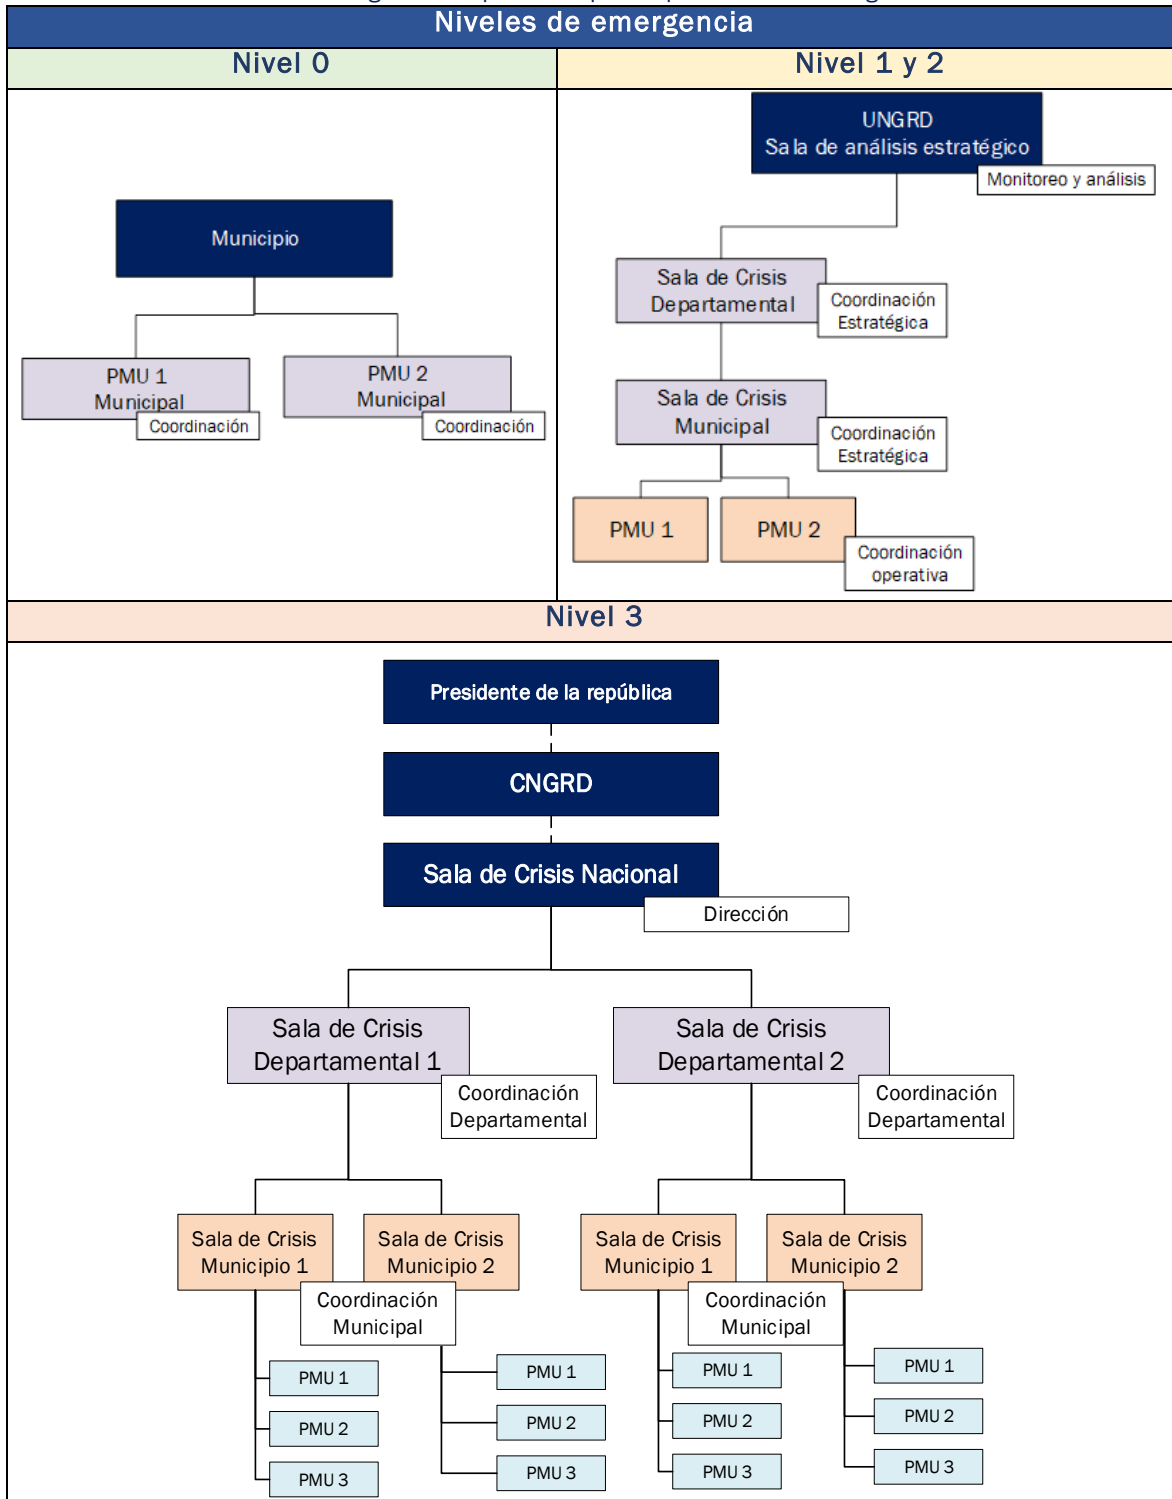 Niveles de emergencia
Nivel 0
Nivel 1 y 2
Municipio
PMU 1
Municipal
Coordinación
PMU 2
Municipal
Coordinación
UNGRD
Sala de análisis estratégico
Monitoreo y análisis
Sala de Crisis
Departamental
Coordinación
Estratégica
Sala de Crisis
Municipal
Coordinación
Estratégica
PMU 1
PMU 2
Coordinación
operativa
Nivel 3
Presidente de la república
CNGRD
Sala de Crisis Nacional
Dirección
Sala de Crisis
Departamental 1
Coordinación
Departamental
Sala de Crisis
Departamental 2
Coordinación
Departamental
Sala de Crisis
Municipio 1
Sala de Crisis
Municipio 2
Coordinación
Municipal
PMU 1
PMU 2
PMU 3
PMU 1
PMU 2
PMU 3
Sala de Crisis
Municipio 1
Sala de Crisis
Municipio 2
Coordinación
Municipal
PMU 1
PMU 2
PMU 3
PMU 1
PMU 2
PMU 3